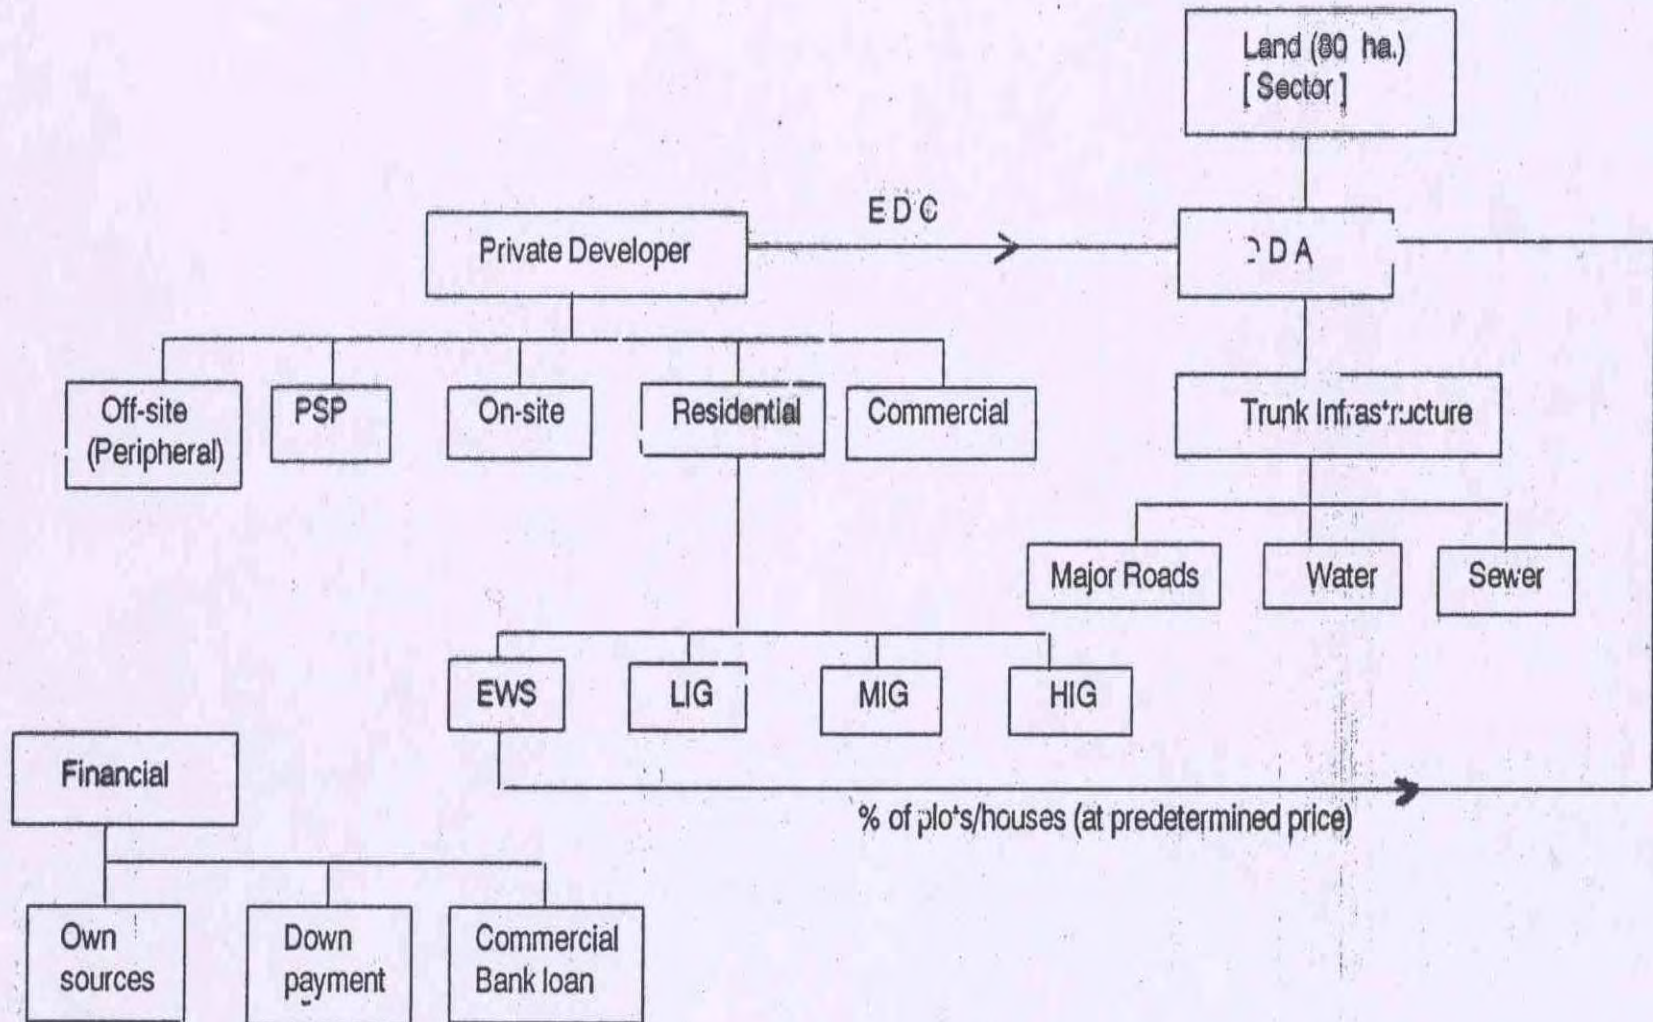 Land (80 ha.)
[ Sector ]
E D C
Private Developer
D A
Off-site
(Peripheral)
PSP
On-site
Residential
Commercial
Trunk Infrastructure
Major Roads
Water
Sewer
EWS
LIG
MIG
HIG
% of plots/houses (at predetermined price)
Financial
Own
sources
Down
payment
Commercial
Bank loan